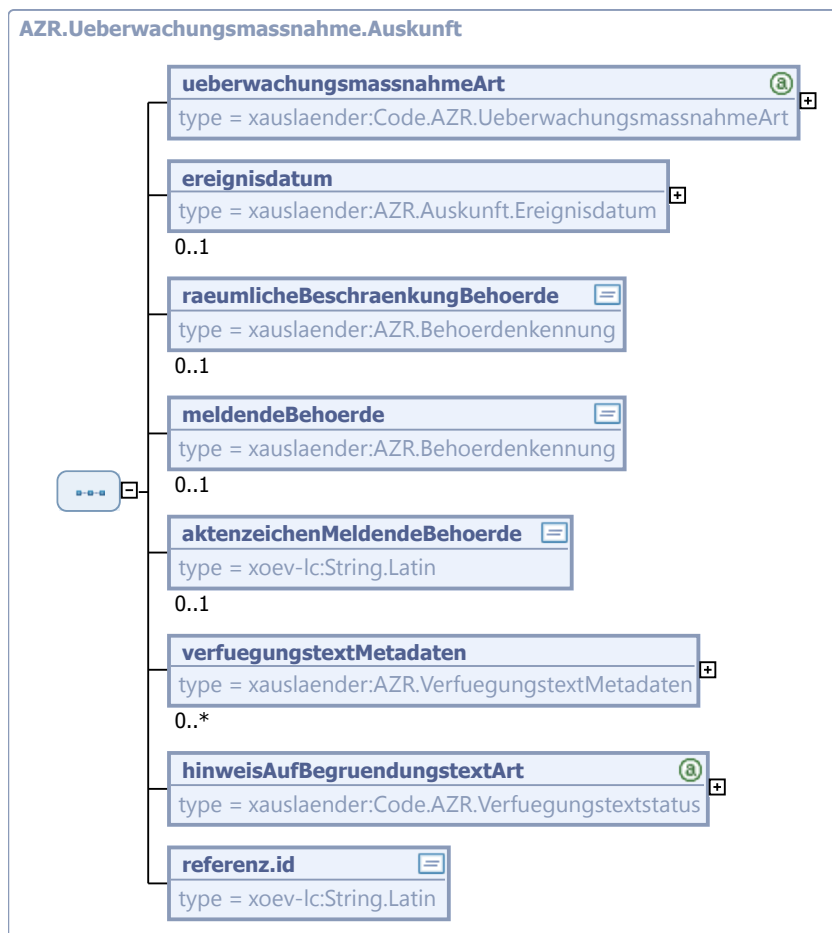 AZR.Ueberwachungsmassnahme.Auskunft
ueberwachungsmassnahmeArt
type = xauslaender:Code.AZR.UeberwachungsmassnahmeArt
ereignisdatum
type = xauslaender:AZR.Auskunft.Ereignisdatum
0..1
raeumlicheBeschraenkungBehoerde
type = xauslaender:AZR.Behoerdenkennung
0..1
meldendeBehoerde
type = xauslaender:AZR.Behoerdenkennung
0..1
aktenzeichenMeldendeBehoerde
type = xoev-lc:String.Latin
0..1
verfuegungstextMetadaten
type = xauslaender:AZR.VerfuegungstextMetadaten
0..*
hinweisAufBegruendungstextArt
type = xauslaender:Code.AZR.Verfuegungstextstatus
referenz.id
type = xoev-lc:String.Latin